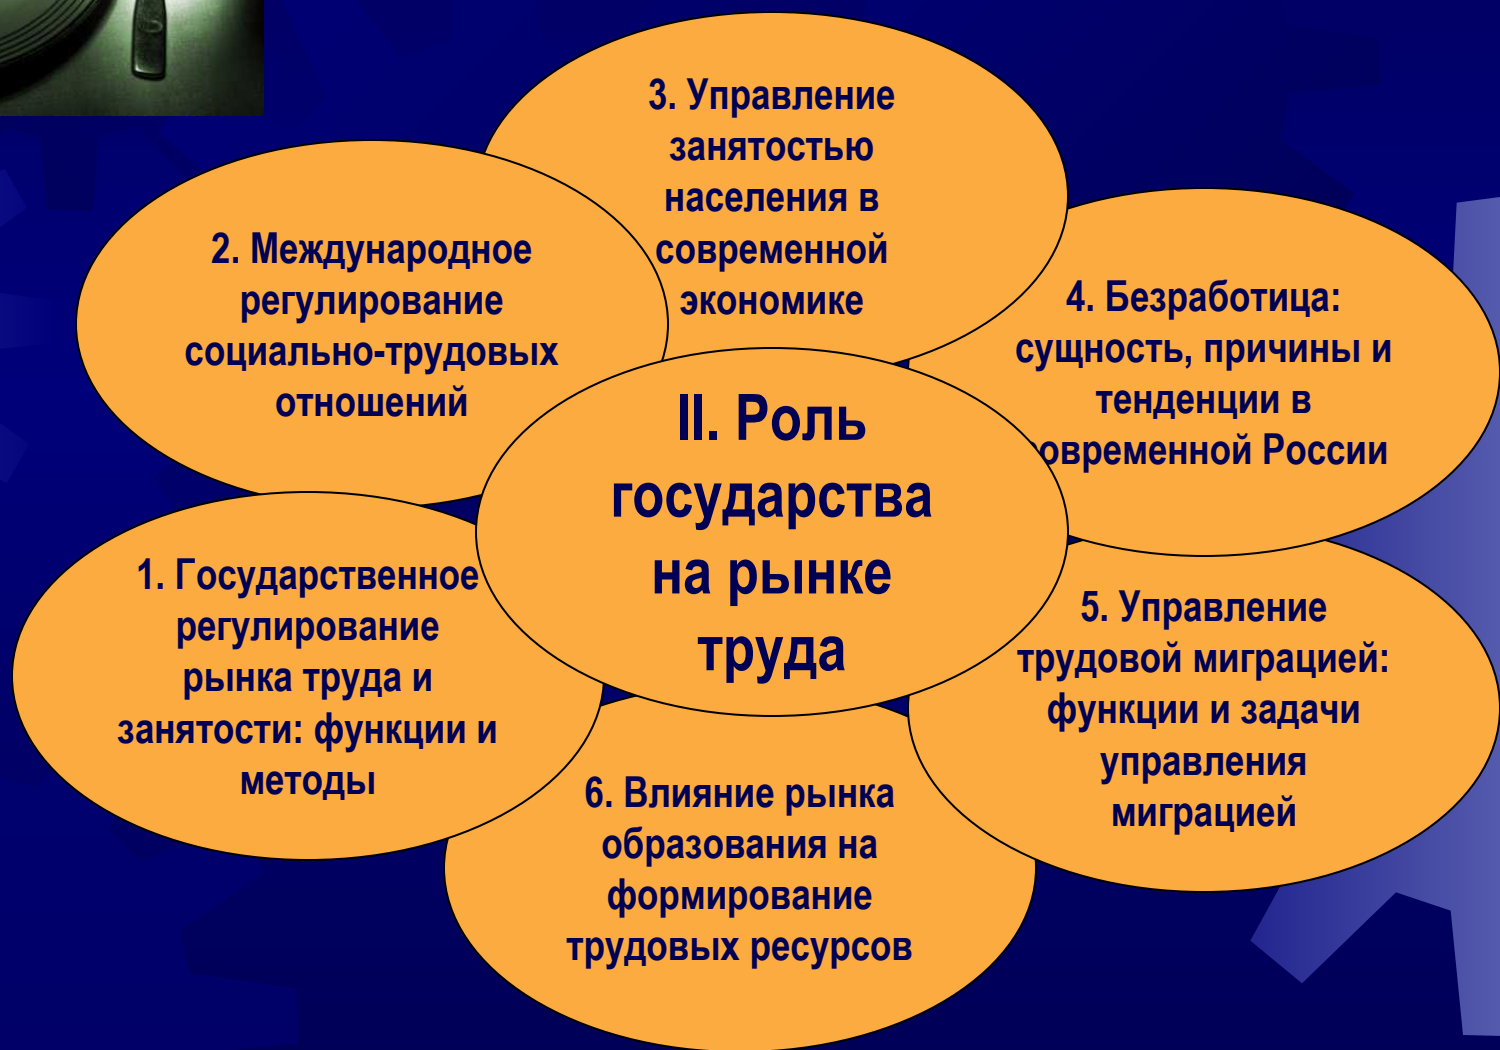 3. Управление
занятостью
населения в
современной
экономике
2. Международное
регулирование
социально-трудовых
отношений
4. Безработица:
сущность, причины и
тенденции в
современной России
II. Роль
государства
на рынке
труда
1. Государственное
регулирование
рынка труда и
занятости: функции и
методы
5. Управление
трудовой миграцией:
функции и задачи
управления
миграцией
6. Влияние рынка
образования на
формирование
трудовых ресурсов